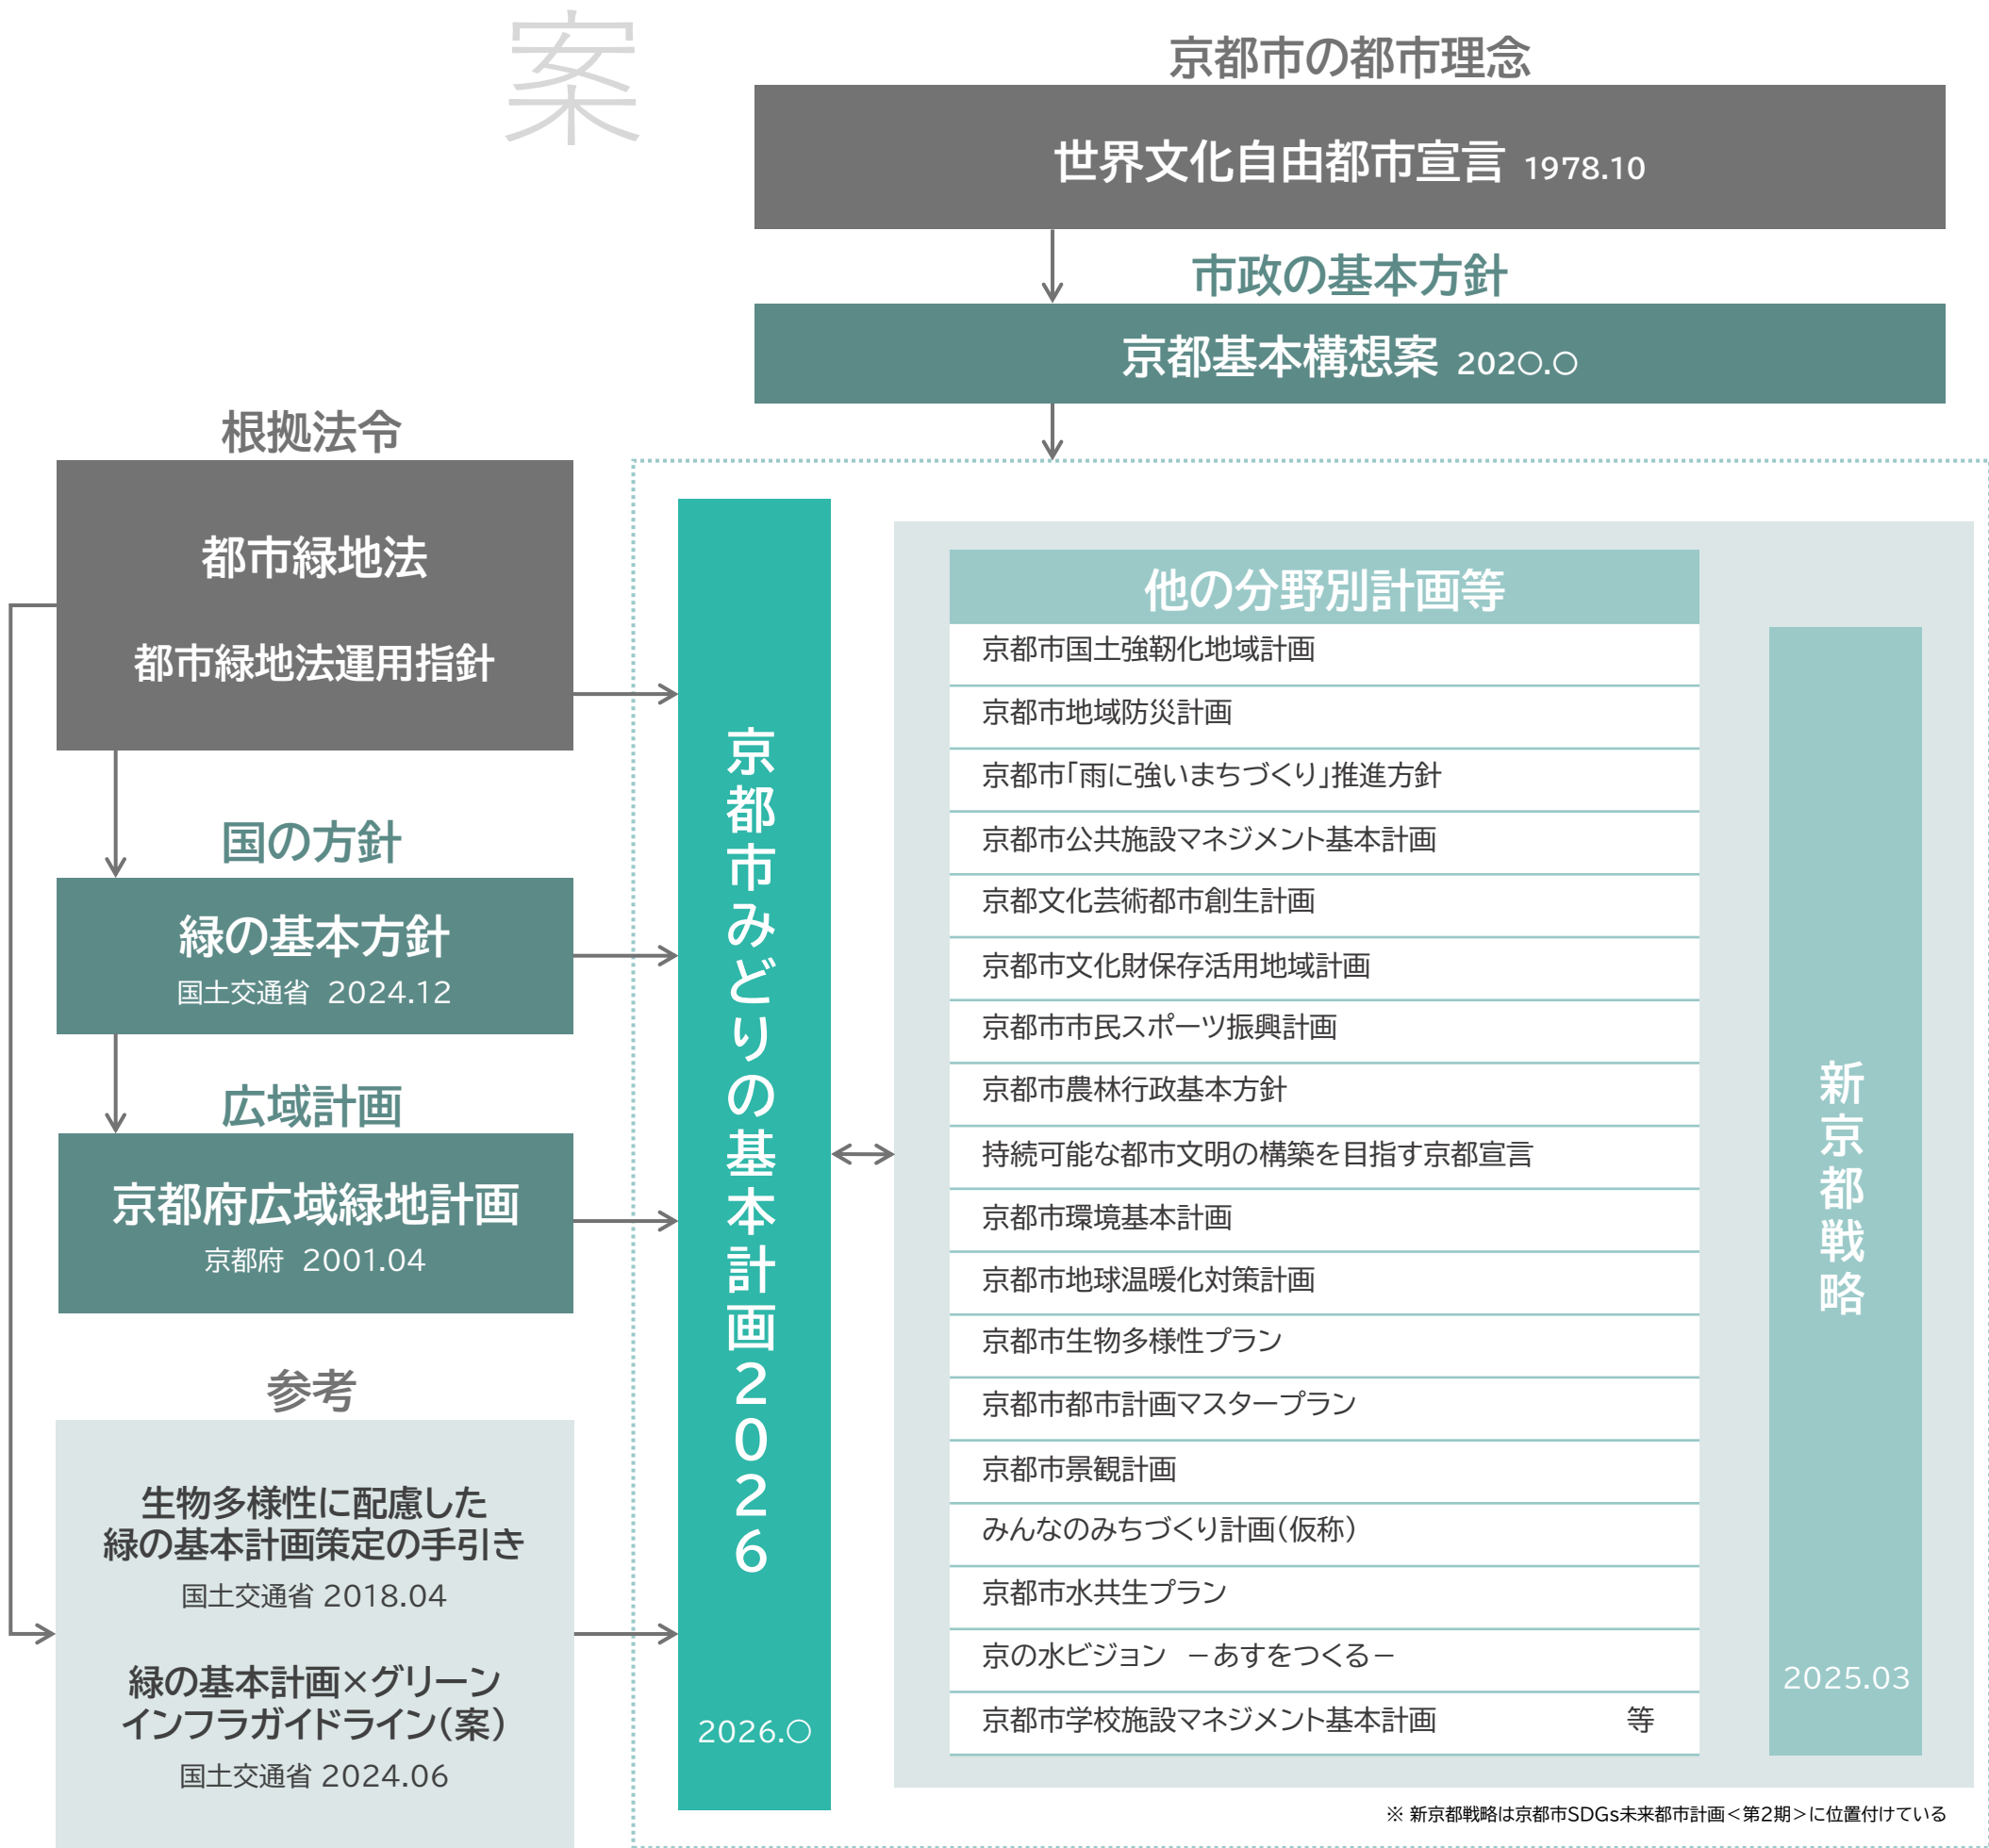 案
京都市の都市理念
世界文化自由都市宣言 1978.10
市政の基本方針
京都基本構想案 202○.○
根拠法令
都市緑地法
都市緑地法運用指針
国の方針
緑の基本方針
国土交通省 2024.12
広域計画
京都府広域緑地計画
京都府 2001.04
参考
生物多様性に配慮した
緑の基本計画策定の手引き
国土交通省 2018.04
緑の基本計画×グリーン
インフラガイドライン(案)
国土交通省 2024.06
京都市みどりの基本計画2026
2026.○
他の分野別計画等
京都市国土強靭化地域計画
京都市地域防災計画
京都市「雨に強いまちづくり」推進方針
京都市公共施設マネジメント基本計画
京都文化芸術都市創生計画
京都市文化財保存活用地域計画
京都市市民スポーツ振興計画
京都市農林行政基本方針
持続可能な都市文明の構築を目指す京都宣言
京都市環境基本計画
京都市地球温暖化対策計画
京都市生物多様性プラン
京都市都市計画マスタープラン
京都市景観計画
みんなのみちづくり計画(仮称)
京都市水共生プラン
京の水ビジョン －あすをつくる－
京都市学校施設マネジメント基本計画 等
新京都戦略
2025.03
※ 新京都戦略は京都市SDGs未来都市計画<第2期>に位置付けている